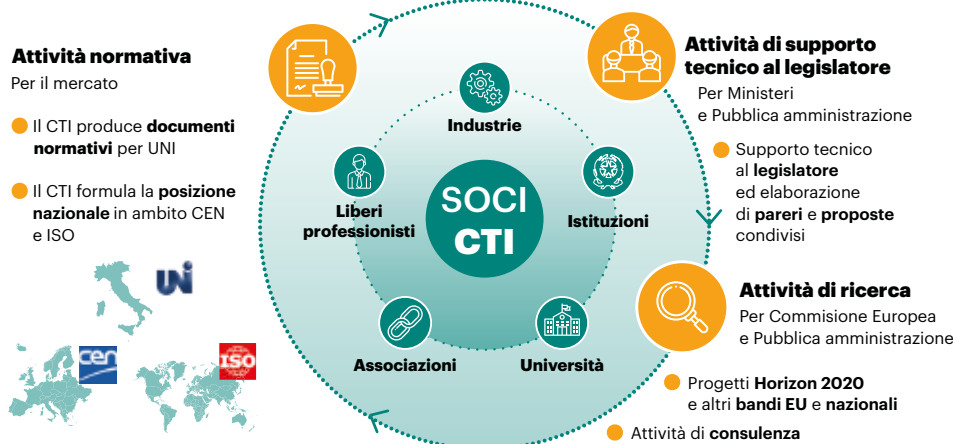 Attività normativa
Per il mercato
Il CTI produce documenti
normativi per UNI
Il CTI formula la posizione
nazionale in ambito CEN
e ISO
UNI
cen
ISO
SOCI
CTI
Industrie
Istituzioni
Università
Associazioni
Liberi
professionisti
Attività di supporto
tecnico al legislatore
Per Ministeri
e Pubblica amministrazione
Supporto tecnico
al legislatore
ed elaborazione
di pareri e proposte
condivisi
Attività di ricerca
Per Commisione Europea
e Pubblica amministrazione
Progetti Horizon 2020
e altri bandi EU e nazionali
Attività di consulenza